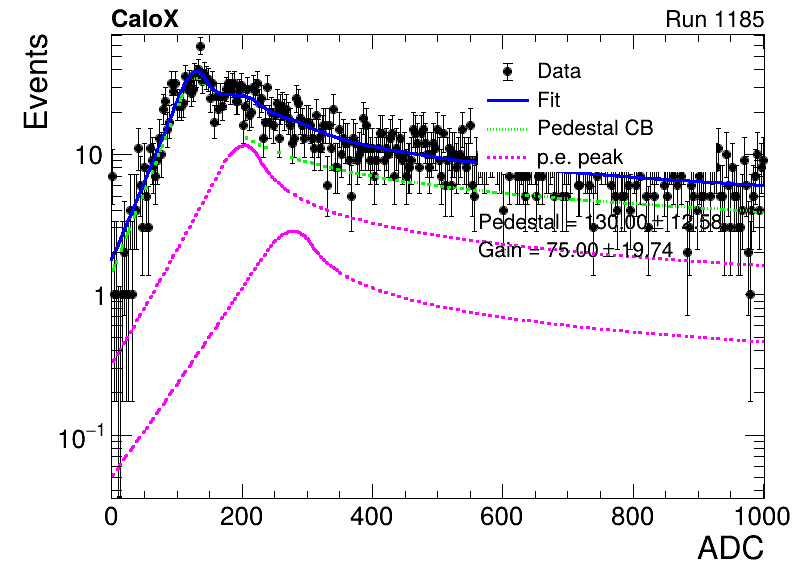 CaloX Run 1185
Events
Data
Fit
Pedestal CB
p.e. peak
Pedestal = 130.00 ± 12.58
Gain = 75.00 ± 19.74
10
1
10⁻¹
0 200 400 600 800 1000
ADC